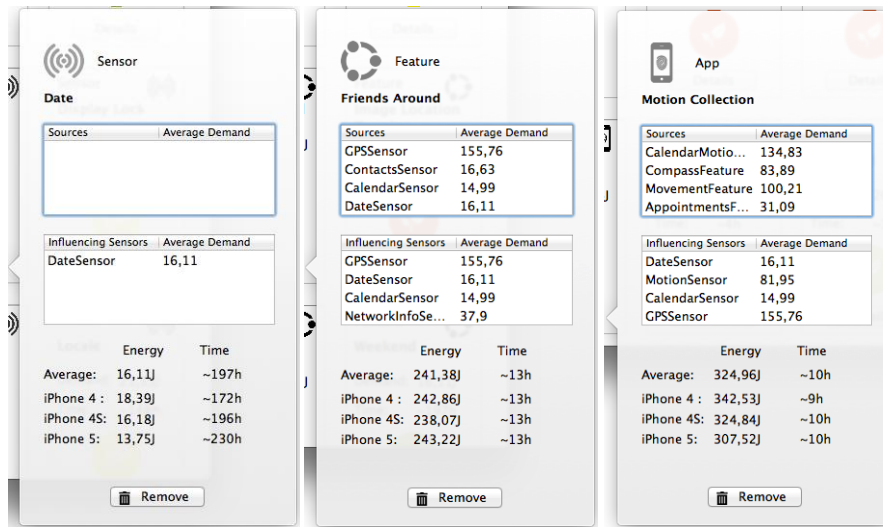 Sensor
Date
Sources Average Demand
Influencing Sensors Average Demand
DateSensor 16,11
Energy Time
Average: 16,11J ~197h
iPhone 4 : 18,39J ~172h
iPhone 4S: 16,18J ~196h
iPhone 5: 13,75J ~230h
Remove
Feature
Friends Around
Sources Average Demand
GPSSensor 155,76
ContactsSensor 16,63
CalendarSensor 14,99
DateSensor 16,11
Influencing Sensors Average Demand
GPSSensor 155,76
DateSensor 16,11
CalendarSensor 14,99
NetworkInfoSe... 37,9
Energy Time
Average: 241,38J ~13h
iPhone 4 : 242,86J ~13h
iPhone 4S: 238,07J ~13h
iPhone 5: 243,22J ~13h
Remove
App
Motion Collection
Sources Average Demand
CalendarMotio... 134,83
CompassFeature 83,89
MovementFeature 100,21
AppointmentsF... 31,09
Influencing Sensors Average Demand
DateSensor 16,11
MotionSensor 81,95
CalendarSensor 14,99
GPSSensor 155,76
Energy Time
Average: 324,96J ~10h
iPhone 4 : 342,53J ~9h
iPhone 4S: 324,84J ~10h
iPhone 5: 307,52J ~10h
Remove